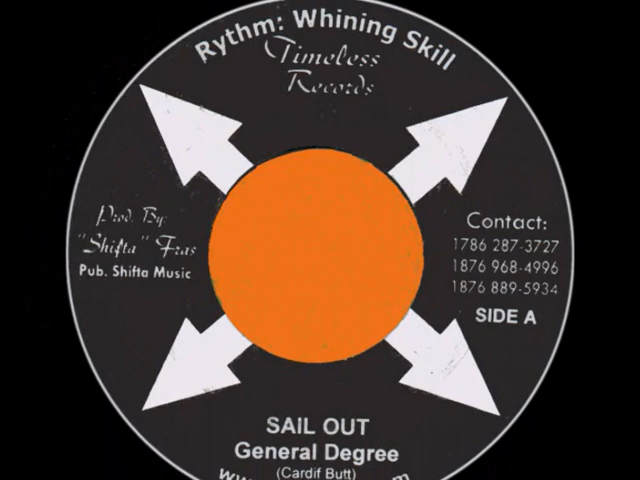 Rythm: Whining Skill
Timeless
Records
Prod. By:
"Shifta" Fras
Pub. Shifta Music
Contact:
1786 287-3727
1876 968-4996
1876 889-5934
SIDE A
SAIL OUT
General Degree
(Cardif Butt)